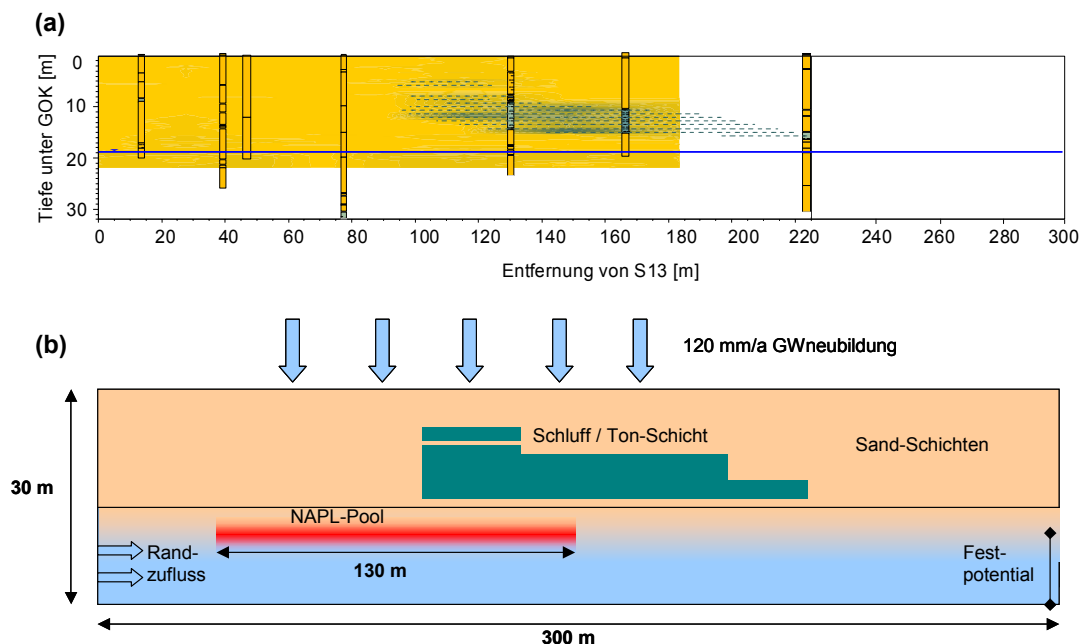 (a)
Tiefe unter GOK [m]
0
10
20
30
0 20 40 60 80 100 120 140 160 180 200 220 240 260 280 300
Entfernung von S13 [m]
(b)
120 mm/a GWneubildung
30 m
Schluff / Ton-Schicht
Sand-Schichten
NAPL-Pool
Rand-
zufluss
130 m
Fest-
potential
300 m